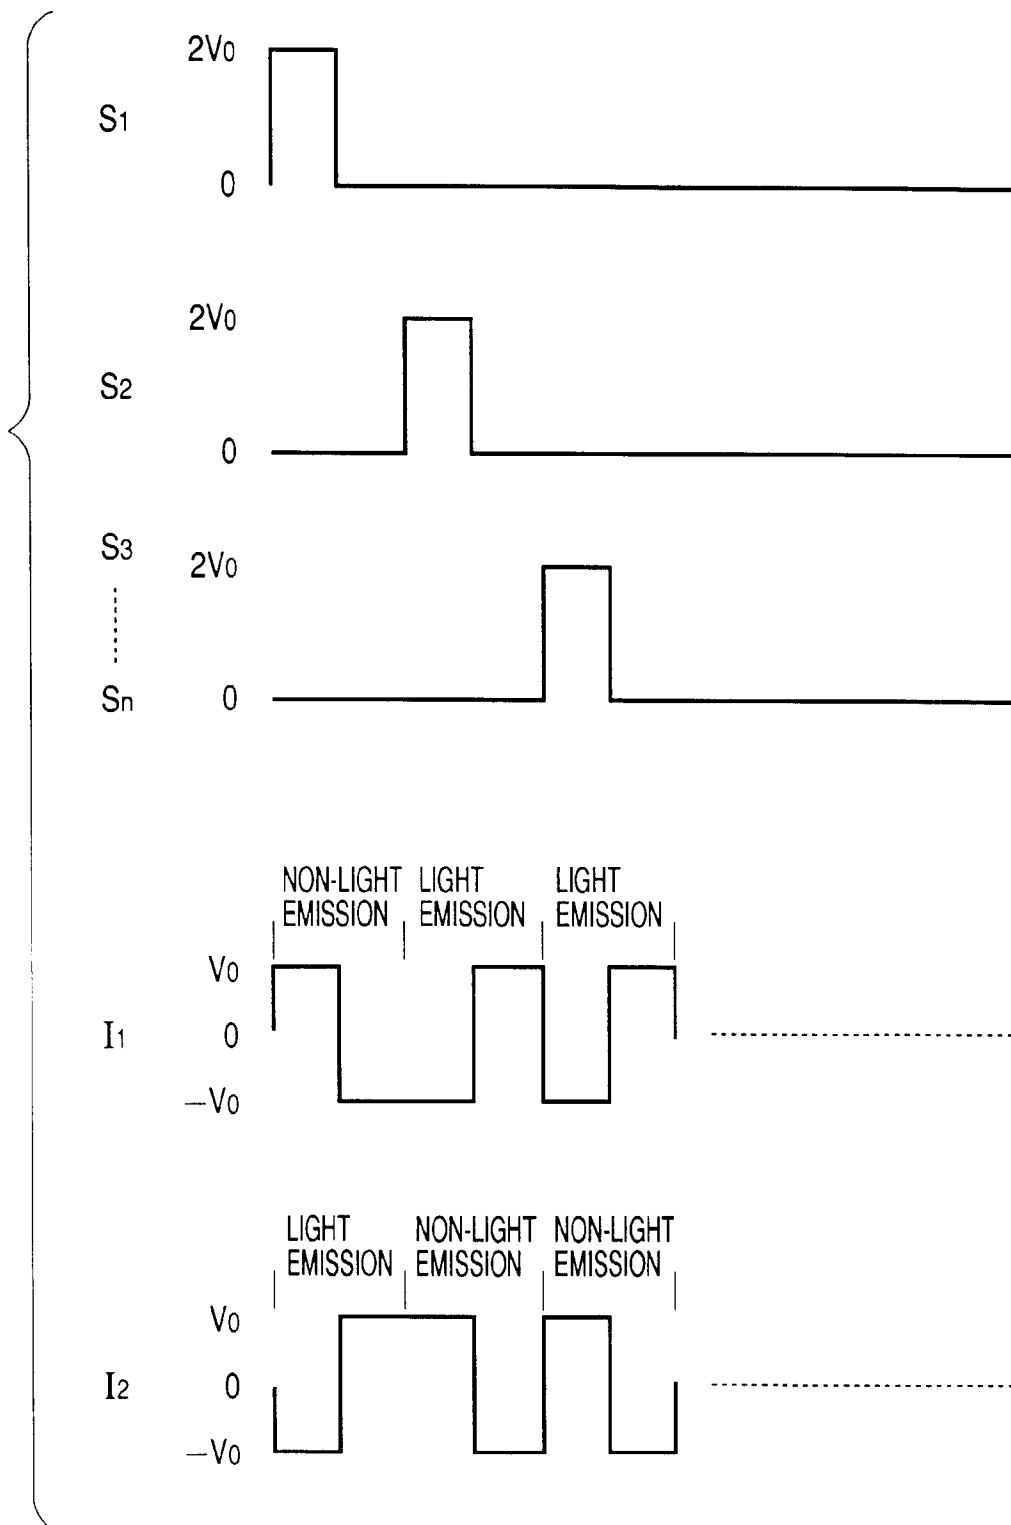 2V0
S1
0
2V0
S2
0
S3
2V0
Sn
0
NON-LIGHT EMISSION
LIGHT EMISSION
LIGHT EMISSION
V0
I1
0
—V0
LIGHT EMISSION
NON-LIGHT EMISSION
NON-LIGHT EMISSION
V0
I2
0
—V0